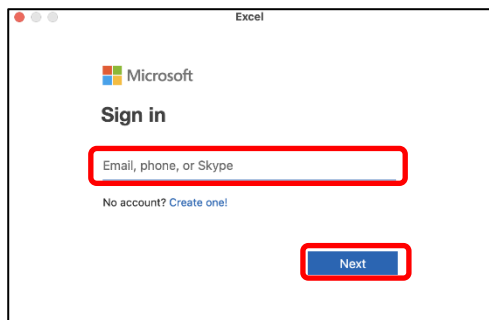 Excel
Microsoft
Sign in
Email, phone, or Skype
No account? Create one!
Next